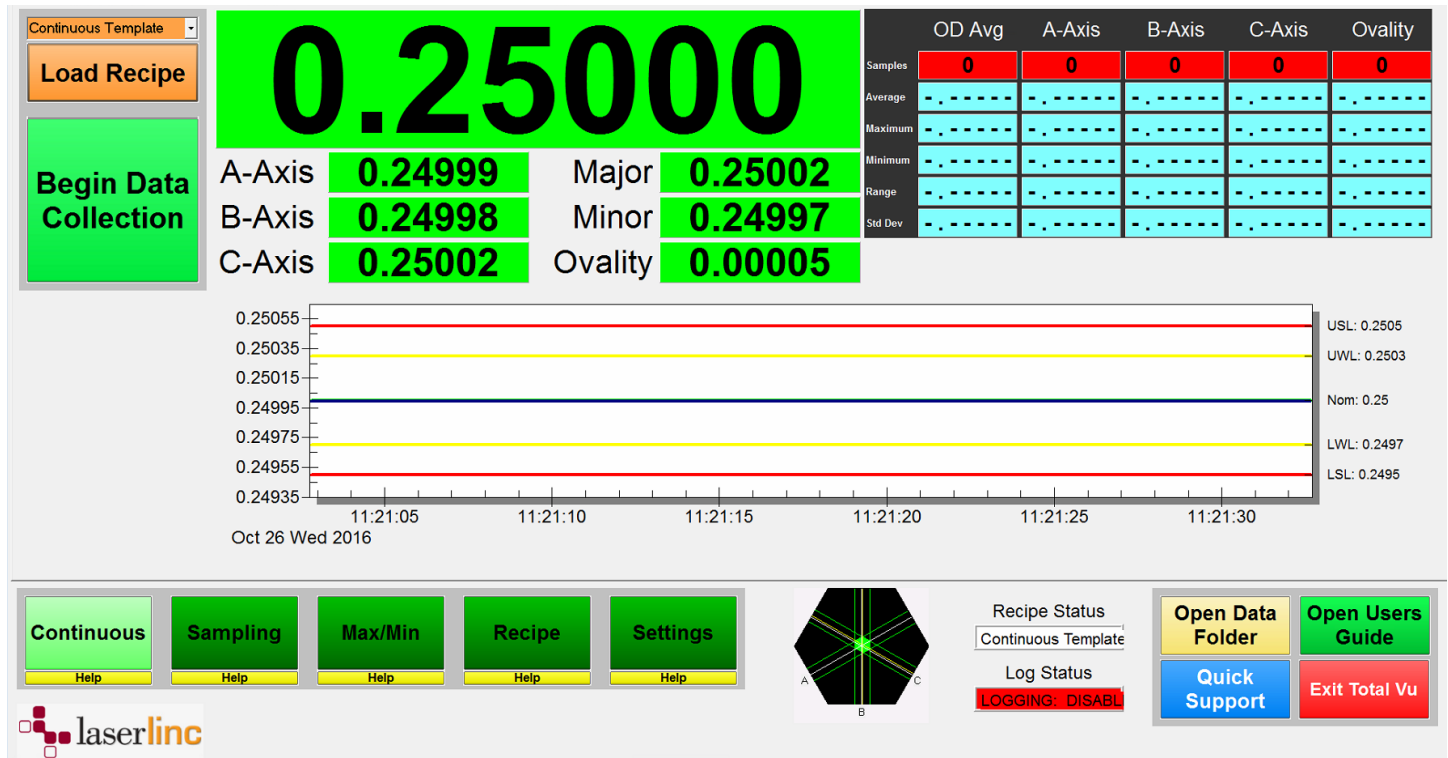 Continuous Template
Load Recipe
Begin Data
Collection
0.25000
A-Axis 0.24999 Major 0.25002
B-Axis 0.24998 Minor 0.24997
C-Axis 0.25002 Ovality 0.00005
OD Avg A-Axis B-Axis C-Axis Ovality
Samples 0 0 0 0 0
Average -.----- -.----- -.----- -.----- -.-----
Maximum -.----- -.----- -.----- -.----- -.-----
Minimum -.----- -.----- -.----- -.----- -.-----
Range -.----- -.----- -.----- -.----- -.-----
Std Dev -.----- -.----- -.----- -.----- -.-----
0.25055
0.25035
0.25015
0.24995
0.24975
0.24955
0.24935
USL: 0.2505
UWL: 0.2503
Nom: 0.25
LWL: 0.2497
LSL: 0.2495
11:21:05 11:21:10 11:21:15 11:21:20 11:21:25 11:21:30
Oct 26 Wed 2016
Continuous Sampling Max/Min Recipe Settings
Help Help Help Help Help
A B C
Recipe Status
Continuous Template
Log Status
LOGGING: DISABL
Open Data
Folder
Open Users
Guide
Quick
Support
Exit Total Vu
laserlinc